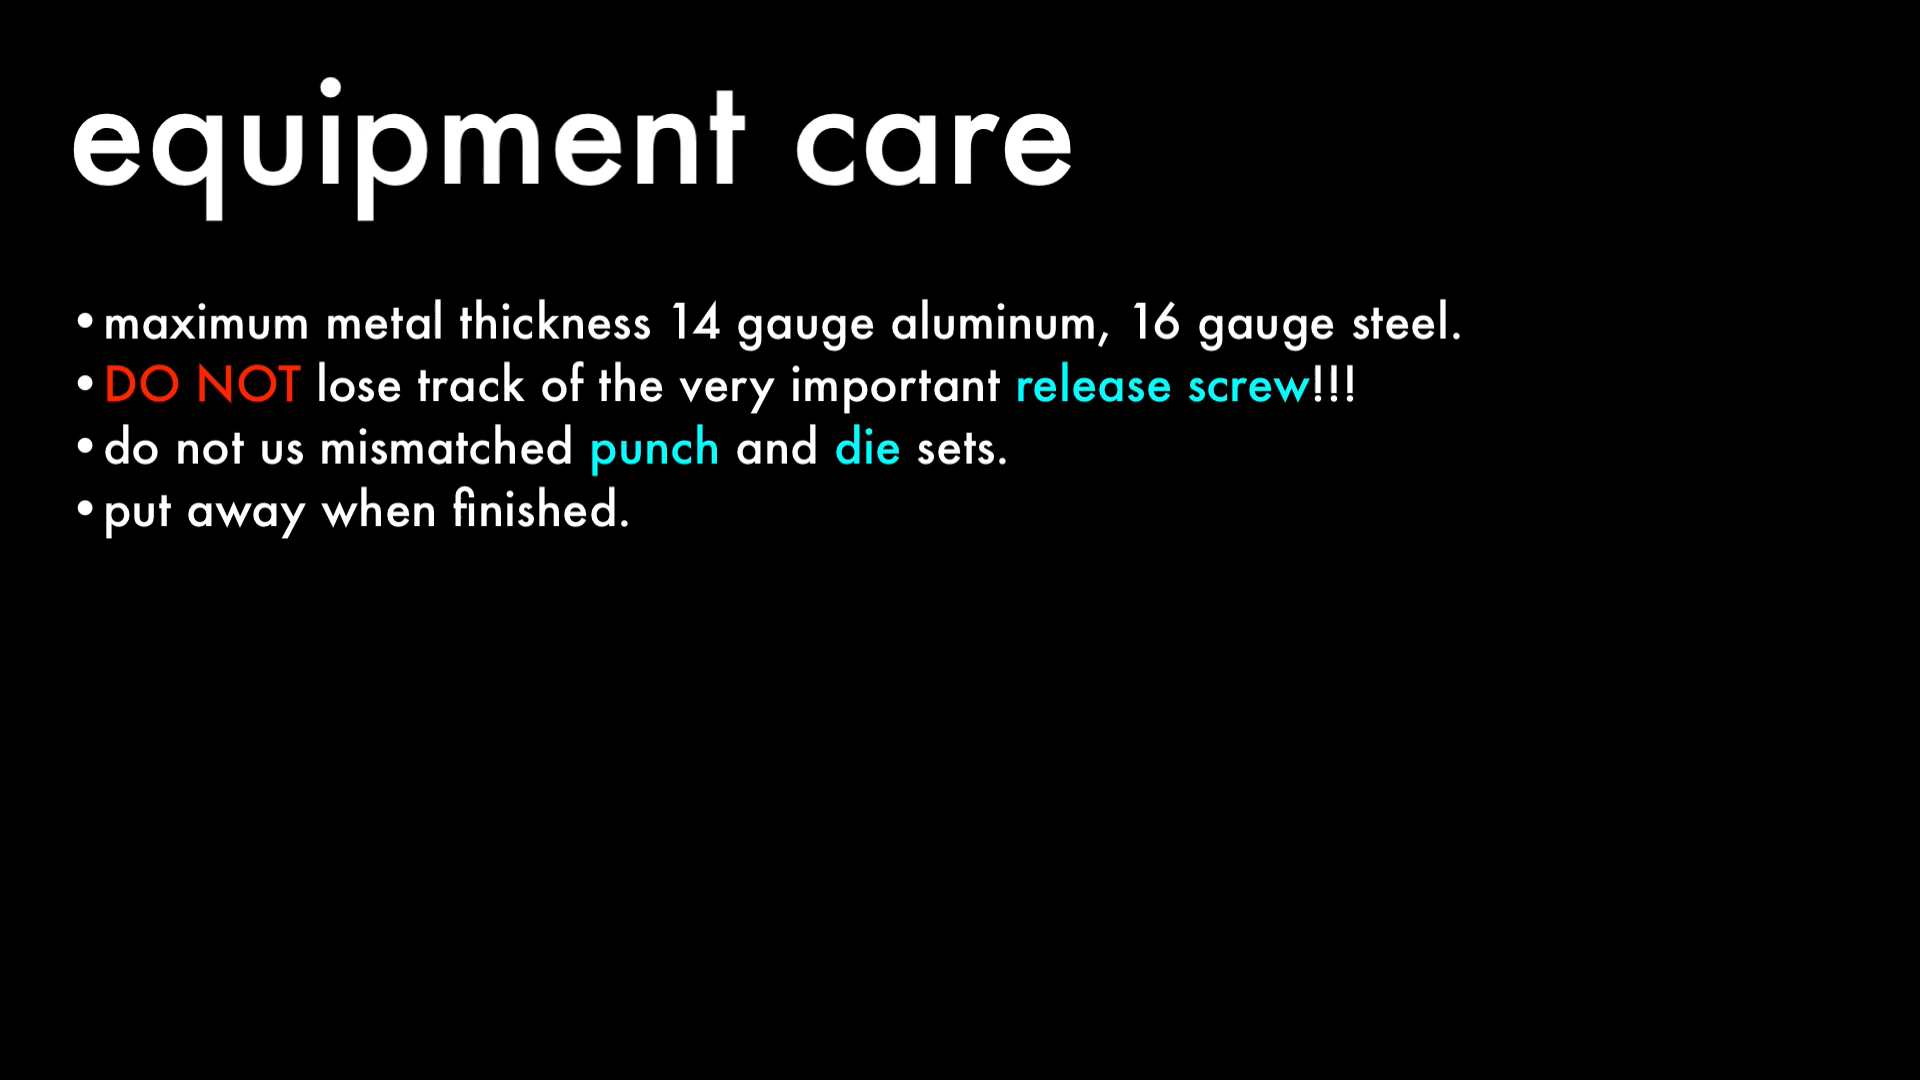 equipment care
•maximum metal thickness 14 gauge aluminum, 16 gauge steel.
•DO NOT lose track of the very important release screw!!!
•do not us mismatched punch and die sets.
•put away when finished.